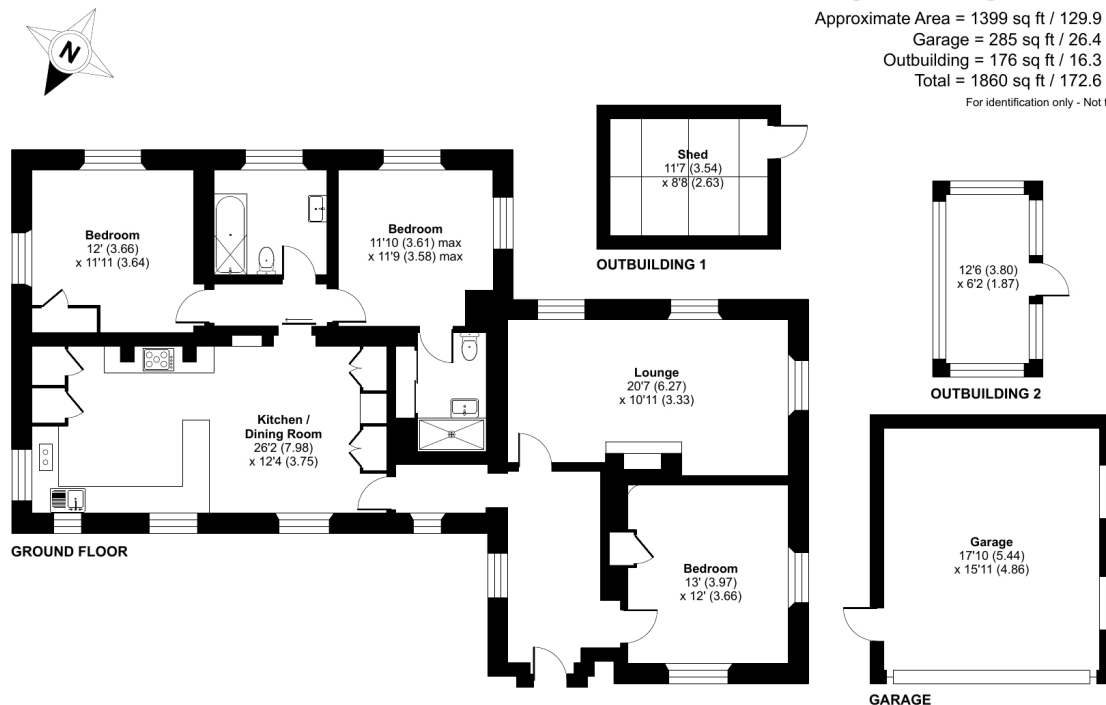 Approximate Area = 1399 sq ft / 129.9
Garage = 285 sq ft / 26.4
Outbuilding = 176 sq ft / 16.3
Total = 1860 sq ft / 172.6
For identification only - Not
N
Shed
11'7 (3.54)
x 8'8 (2.63)
OUTBUILDING 1
Bedroom
12' (3.66)
x 11'11 (3.64)
Bedroom
11'10 (3.61) max
x 11'9 (3.58) max
12'6 (3.80)
x 6'2 (1.87)
OUTBUILDING 2
Lounge
20'7 (6.27)
x 10'11 (3.33)
Kitchen /
Dining Room
26'2 (7.98)
x 12'4 (3.75)
GROUND FLOOR
Bedroom
13' (3.97)
x 12' (3.66)
Garage
17'10 (5.44)
x 15'11 (4.86)
GARAGE